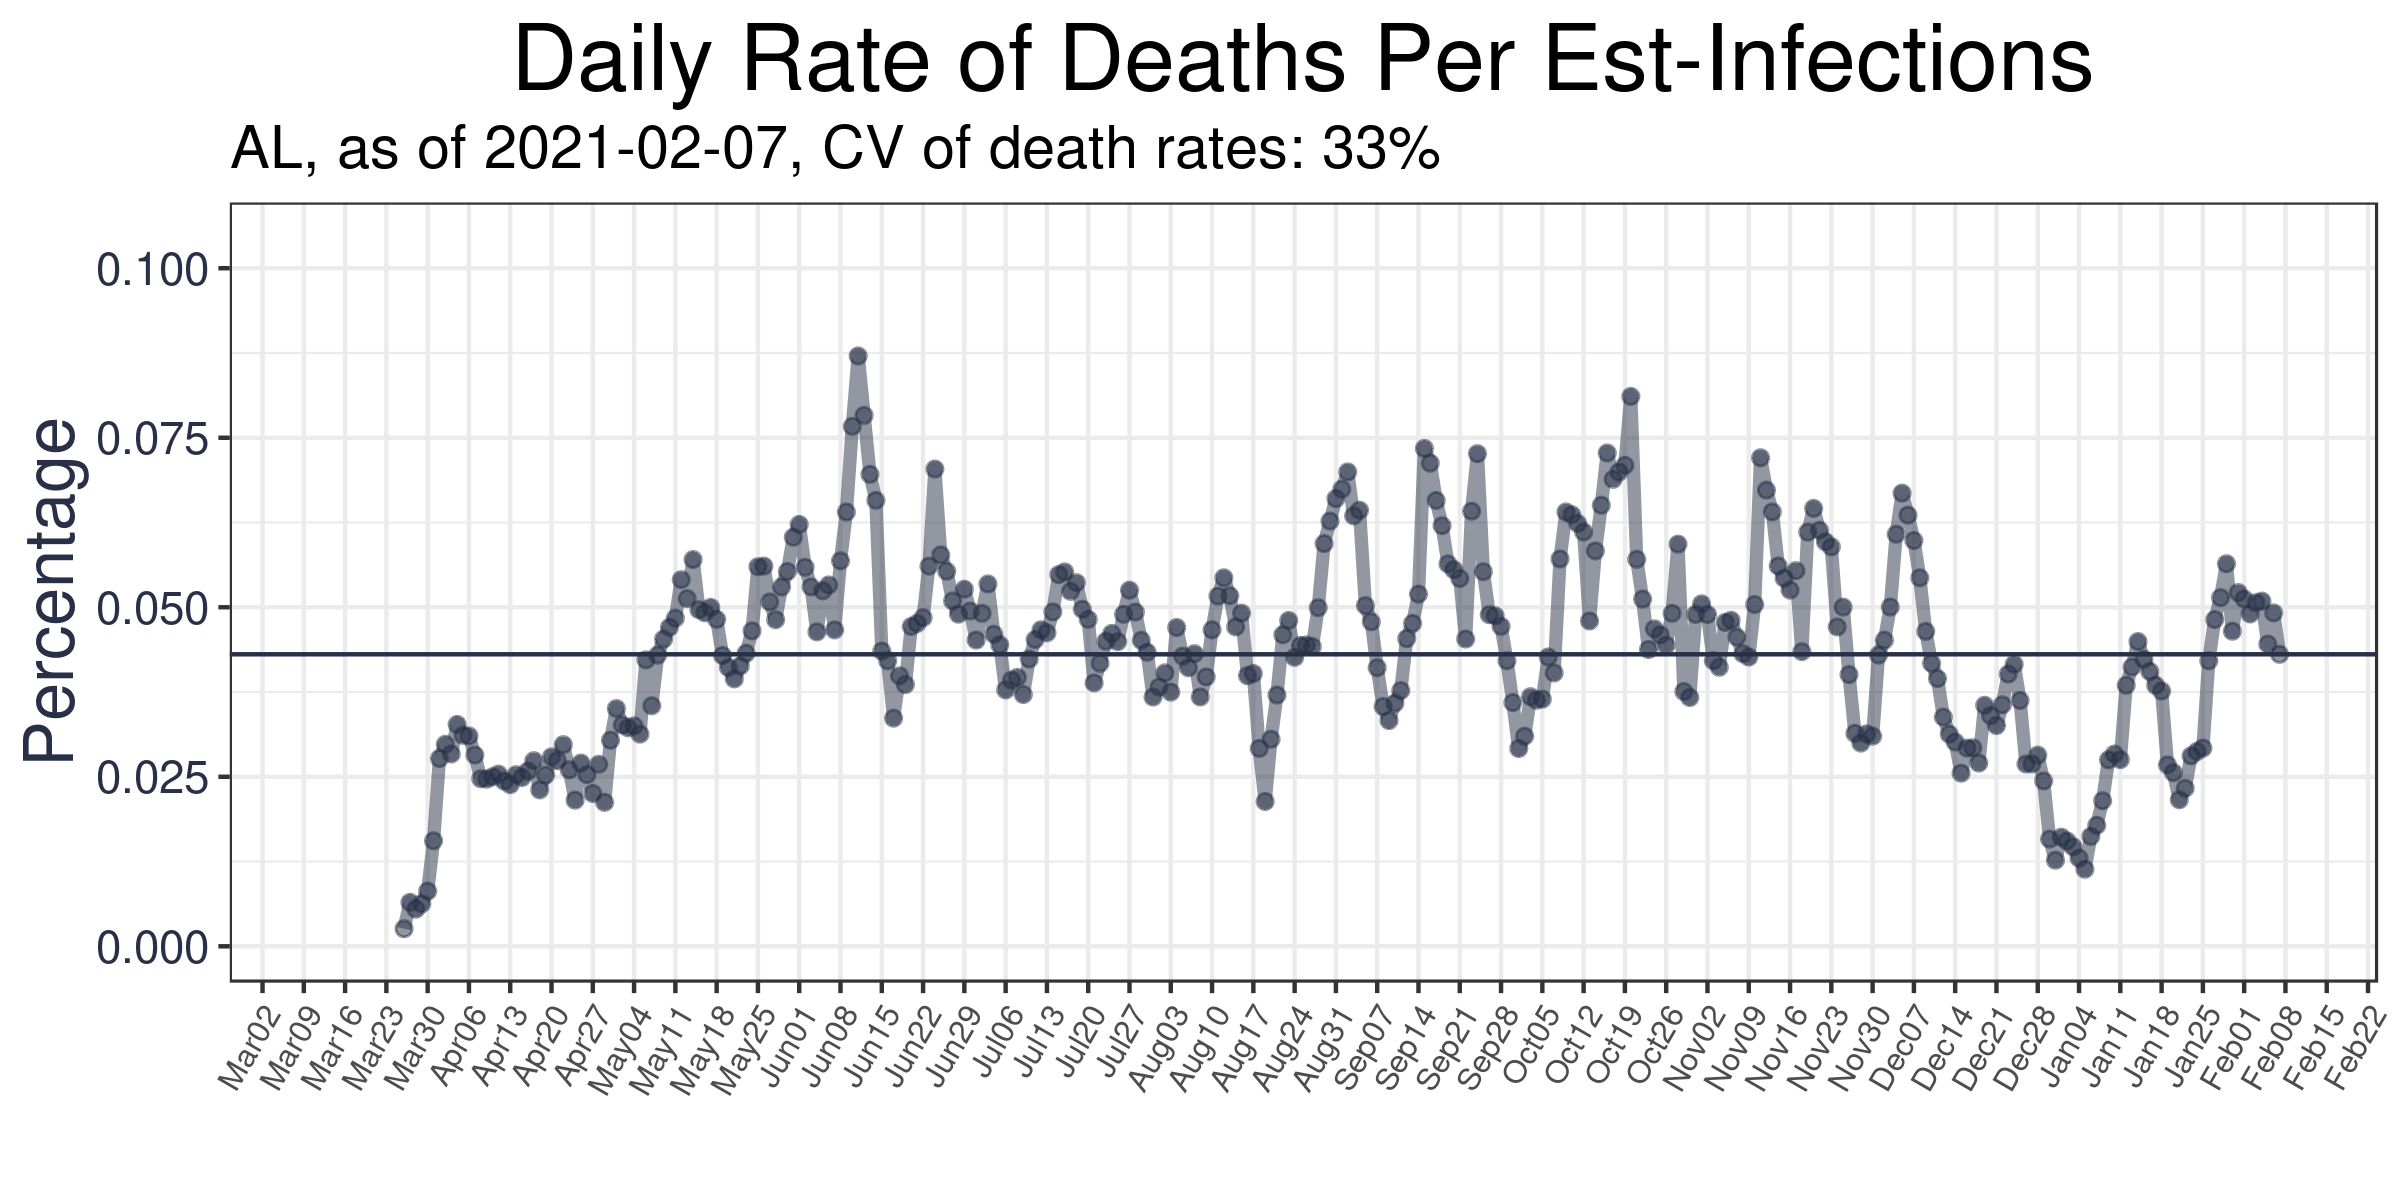 Daily Rate of Deaths Per Est-Infections
AL, as of 2021-02-07, CV of death rates: 33%
Percentage
0.100
0.075
0.050
0.025
0.000
Mar02 Mar09 Mar16 Mar23 Mar30 Apr06 Apr13 Apr20 Apr27 May04 May11 May18 May25 Jun01 Jun08 Jun15 Jun22 Jun29 Jul06 Jul13 Jul20 Jul27 Aug03 Aug10 Aug17 Aug24 Aug31 Sep07 Sep14 Sep21 Sep28 Oct05 Oct12 Oct19 Oct26 Nov02 Nov09 Nov16 Nov23 Nov30 Dec07 Dec14 Dec21 Dec28 Jan04 Jan11 Jan18 Jan25 Feb01 Feb08 Feb15 Feb22